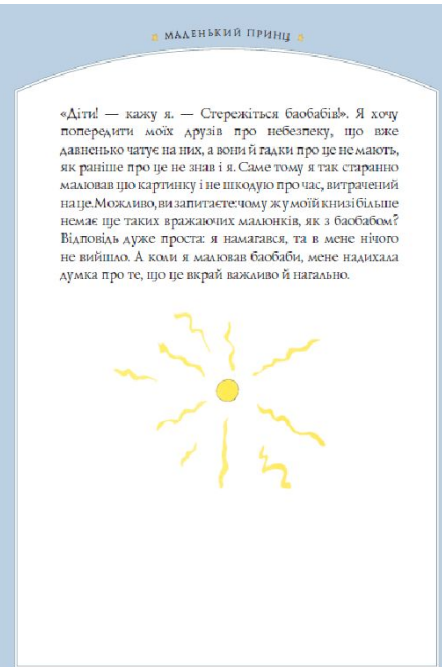 МАЛЕНЬКИЙ ПРИНЦ
«Діти! — кажу я. — Стережіться баобабів!». Я хочу
попередити моїх друзів про небезпеку, що вже
давненько чатує на них, а вони й гадки про це не мають,
як раніше про це не знав і я. Саме тому я так старанно
малював цю картинку і не шкодую про час, витрачений
на це. Можливо, ви запитаєте: чому ж у моїй книзі більше
немає ще таких вражаючих малюнків, як з баобабом?
Відповідь дуже проста: я намагався, та в мене нічого
не вийшло. А коли я малював баобаби, мене надихала
думка про те, що це вкрай важливо й нагально.